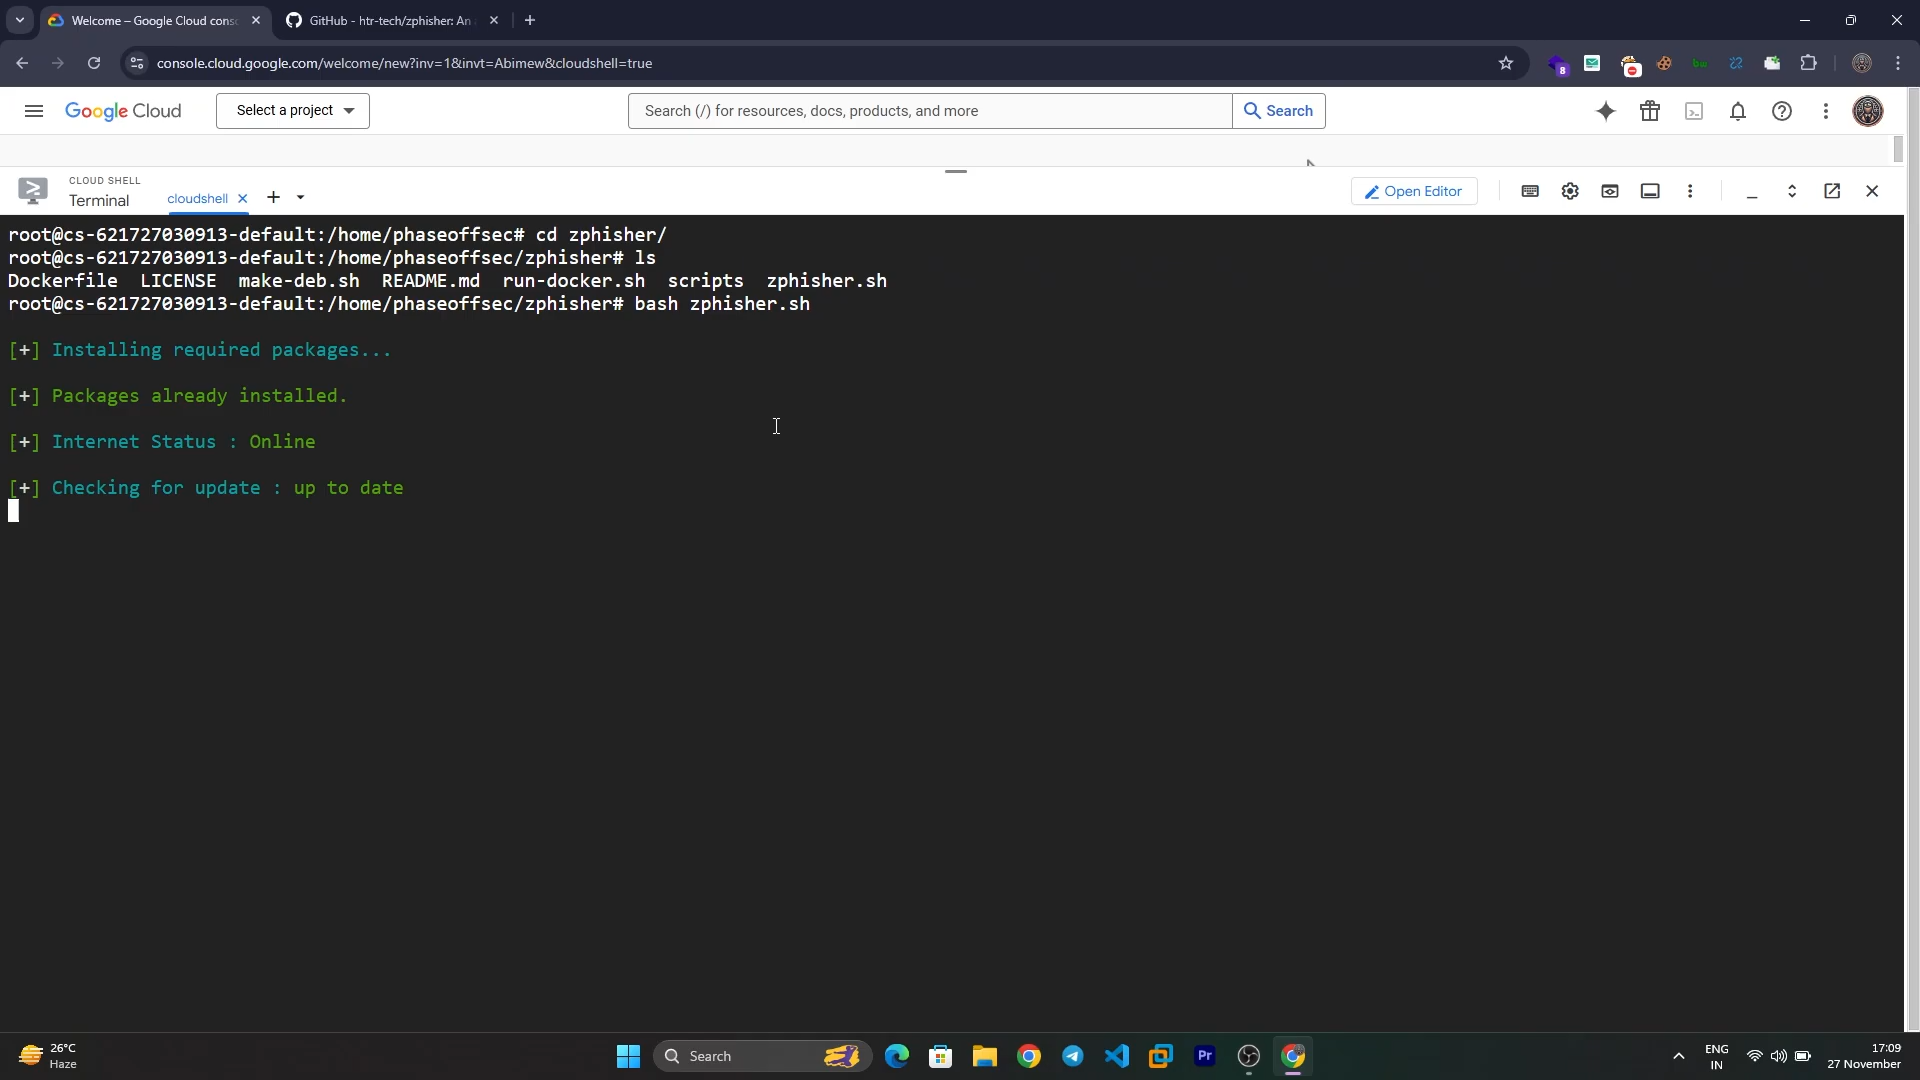 Welcome – Google Cloud cons
GitHub - htr-tech/zphisher: An
console.cloud.google.com/welcome/new?inv=1&invt=Abimew&cloudshell=true
8
Google Cloud
Select a project
Search (/) for resources, docs, products, and more
Search
CLOUD SHELL
Terminal
cloudshell
Open Editor
root@cs-621727030913-default:/home/phaseoffsec# cd zphisher/
root@cs-621727030913-default:/home/phaseoffsec/zphisher# ls
Dockerfile LICENSE make-deb.sh README.md run-docker.sh scripts zphisher.sh
root@cs-621727030913-default:/home/phaseoffsec/zphisher# bash zphisher.sh
[+] Installing required packages...
[+] Packages already installed.
[+] Internet Status : Online
[+] Checking for update : up to date
26°C
Haze
Search
Pr
ENG
IN
17:09
27 November